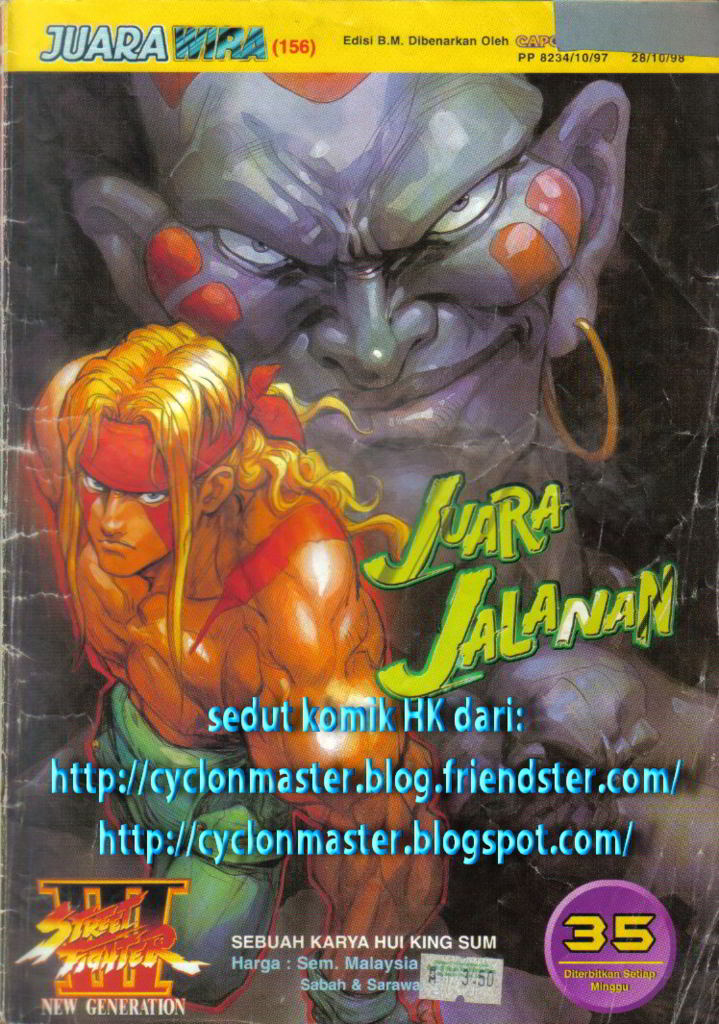 JUARA WIRA (156)
Edisi B.M. Dibenarkan Oleh
PP 8234/10/97 28/10/98
JUARA
JALANAN
sedut komik HK dari:
http://cyclonmaster.blog.friendster.com/
http://cyclonmaster.blogspot.com/
III
STREET
FIGHTER
NEW GENERATION
SEBUAH KARYA HUI KING SUM
Harga : Sem. Malaysia
Sabah &
35
Diterbitkan Setiap
Minggu